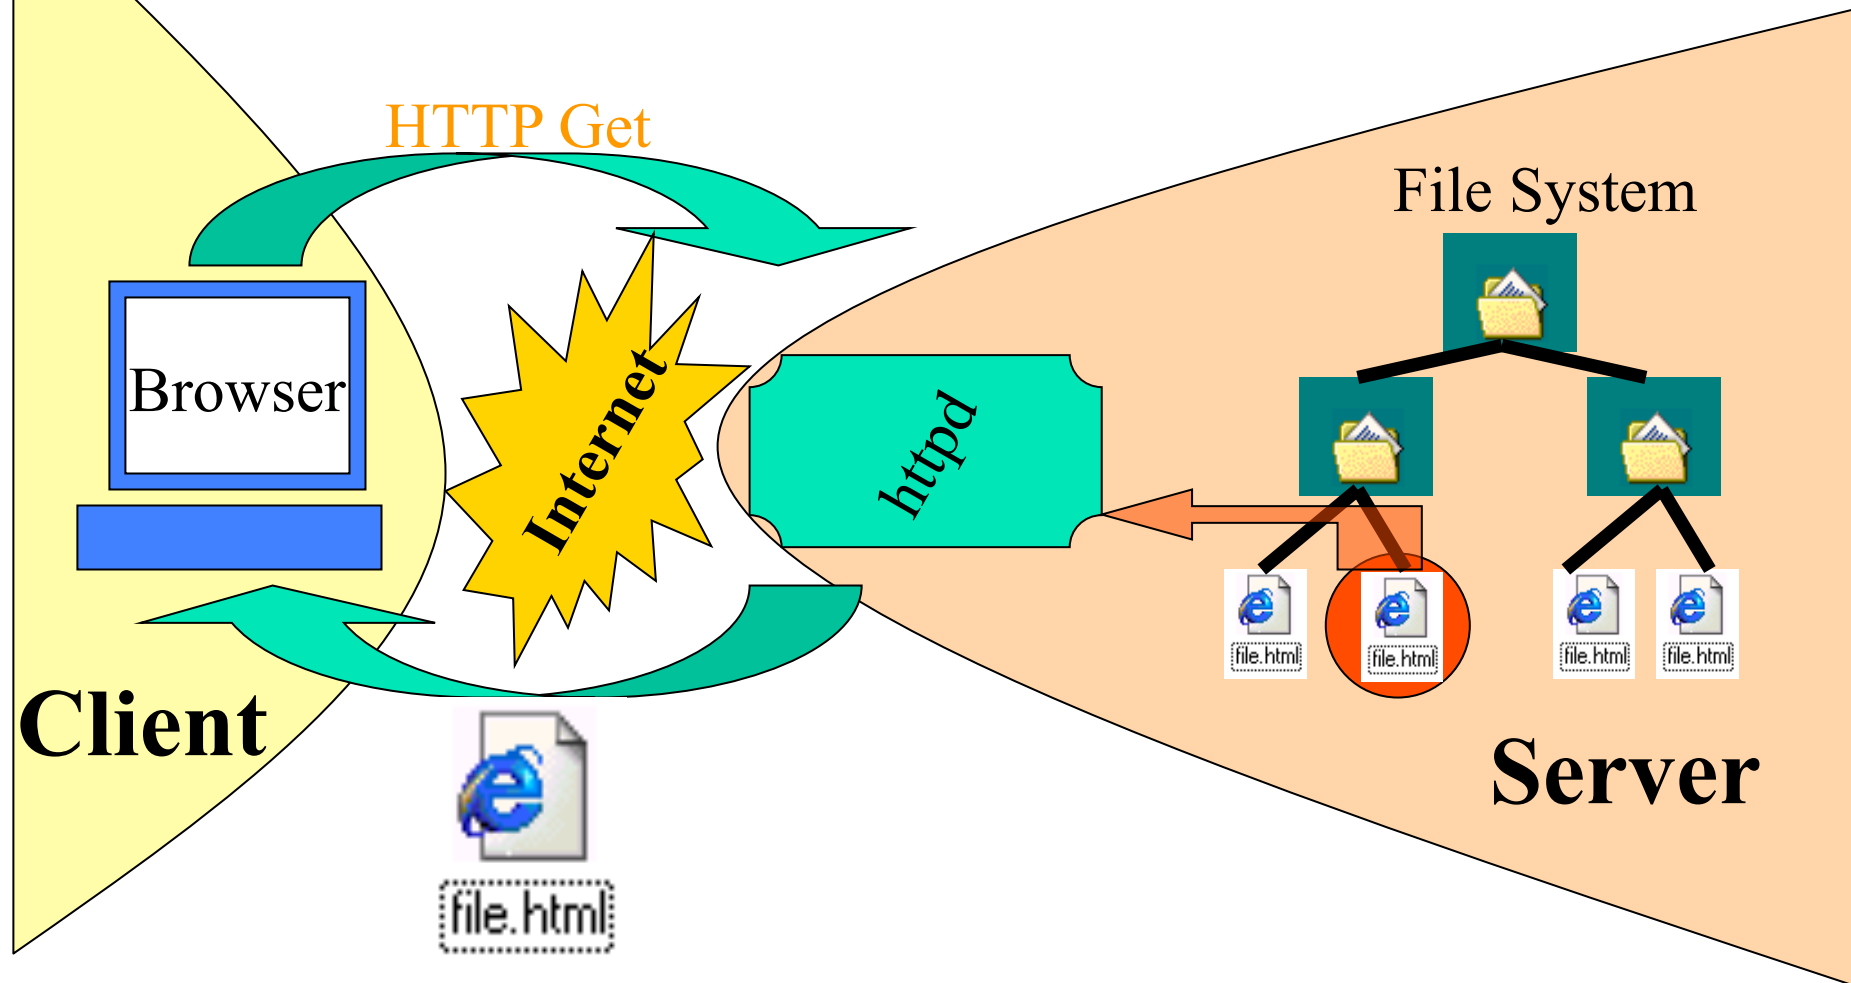 HTTP Get
File System
Browser
Internet
httpd
file.html
file.html
file.html
file.html
Client
Server
file.html